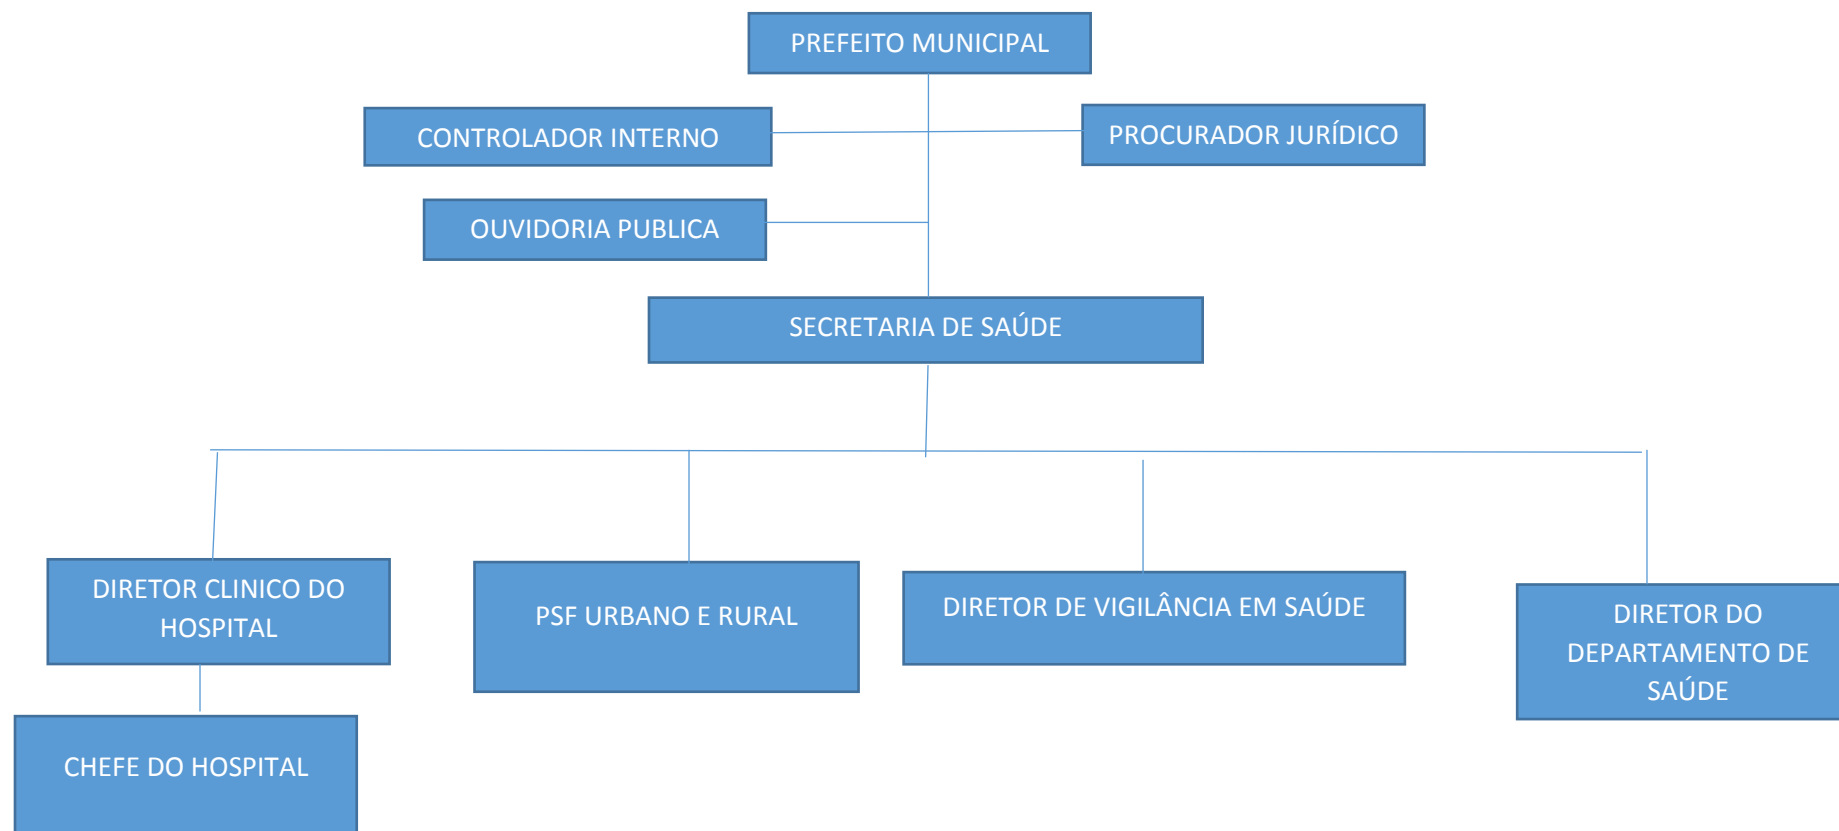 PREFEITO MUNICIPAL
CONTROLADOR INTERNO
PROCURADOR JURÍDICO
OUVIDORIA PUBLICA
SECRETARIA DE SAÚDE
DIRETOR CLINICO DO
HOSPITAL
PSF URBANO E RURAL
DIRETOR DE VIGILÂNCIA EM SAÚDE
DIRETOR DO
DEPARTAMENTO DE
SAÚDE
CHEFE DO HOSPITAL